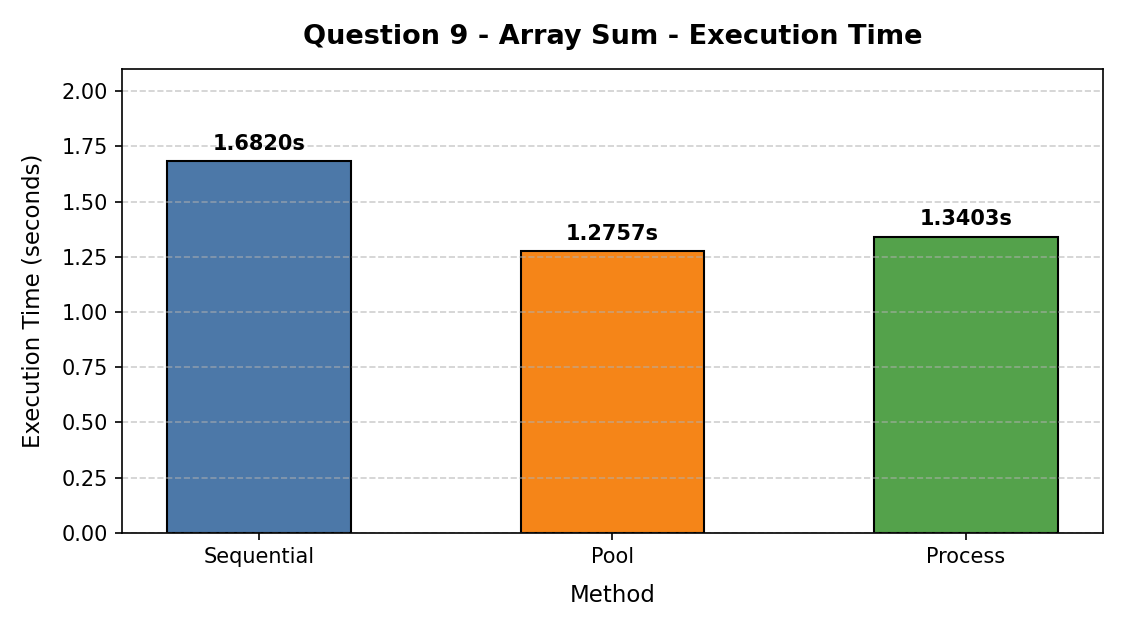 Question 9 - Array Sum - Execution Time
Execution Time (seconds)
2.00
1.75
1.50
1.25
1.00
0.75
0.50
0.25
0.00
1.6820s
1.2757s
1.3403s
Sequential
Pool
Process
Method